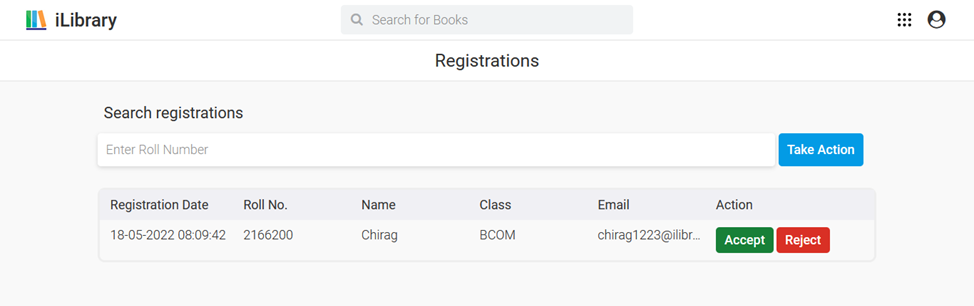 iLibrary Search for Books
Registrations
Search registrations
Enter Roll Number Take Action
Registration Date Roll No. Name Class Email Action
18-05-2022 08:09:42 2166200 Chirag BCOM chirag1223@ilibr... Accept Reject